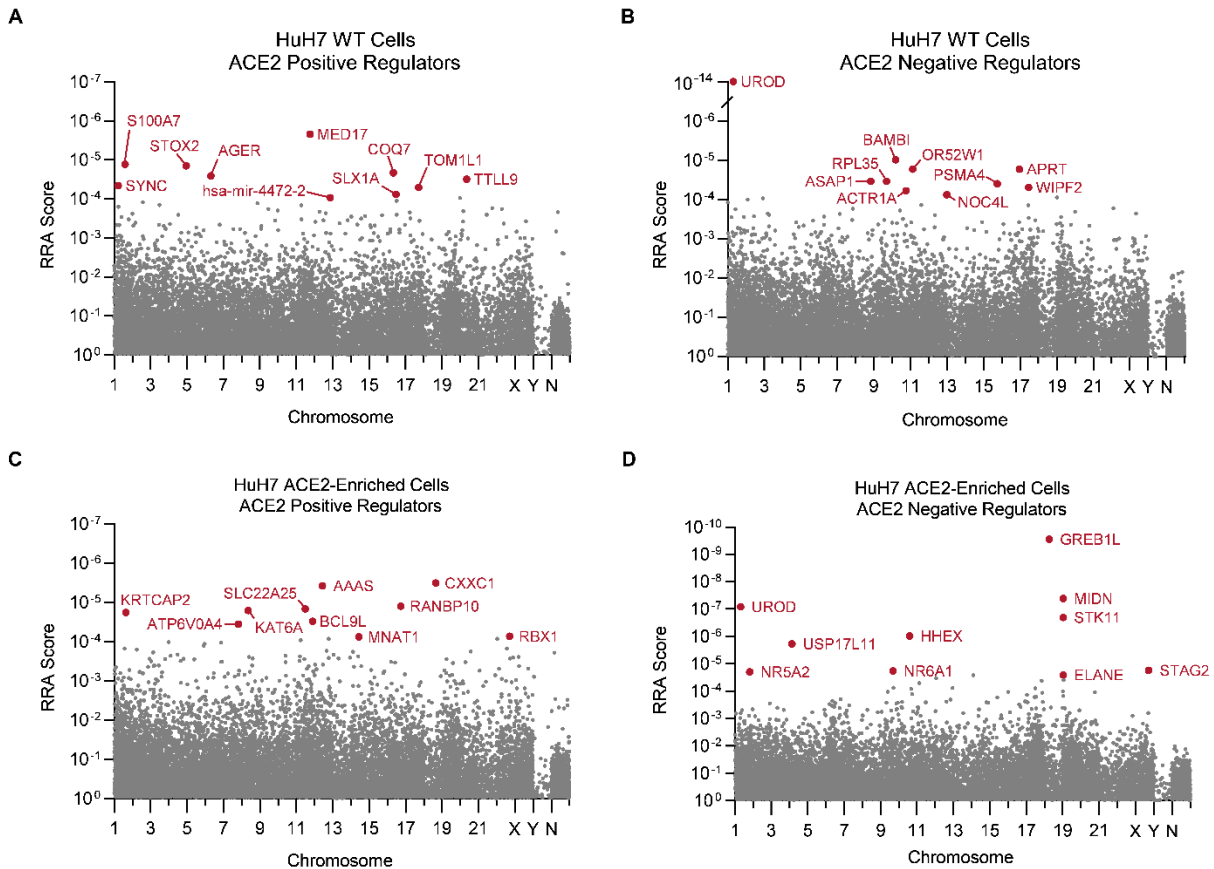 A
HuH7 WT Cells
ACE2 Positive Regulators
RRA Score
10⁻⁷
10⁻⁶
10⁻⁵
10⁻⁴
10⁻³
10⁻²
10⁻¹
10⁰
S100A7
STOX2
AGER
MED17
COQ7
TOM1L1
SYNC
hsa-mir-4472-2
SLX1A
TTLL9
1 3 5 7 9 11 13 15 17 19 21 X Y N
Chromosome
B
HuH7 WT Cells
ACE2 Negative Regulators
RRA Score
10⁻¹⁴
10⁻⁶
10⁻⁵
10⁻⁴
10⁻³
10⁻²
10⁻¹
10⁰
UROD
BAMBI
RPL35
OR52W1
PSMA4
APRT
ASAP1
ACTR1A
NOC4L
WIPF2
1 3 5 7 9 11 13 15 17 19 21 X Y N
Chromosome
C
HuH7 ACE2-Enriched Cells
ACE2 Positive Regulators
RRA Score
10⁻⁷
10⁻⁶
10⁻⁵
10⁻⁴
10⁻³
10⁻²
10⁻¹
10⁰
KRTCAP2
SLC22A25
AAAS
CXXC1
RANBP10
ATP6V0A4
KAT6A
BCL9L
MNAT1
RBX1
1 3 5 7 9 11 13 15 17 19 21 X Y N
Chromosome
D
HuH7 ACE2-Enriched Cells
ACE2 Negative Regulators
RRA Score
10⁻¹⁰
10⁻⁹
10⁻⁸
10⁻⁷
10⁻⁶
10⁻⁵
10⁻⁴
10⁻³
10⁻²
10⁻¹
10⁰
GREB1L
UROD
MIDN
STK11
USP17L11
HHEX
NR5A2
NR6A1
ELANE
STAG2
1 3 5 7 9 11 13 15 17 19 21 X Y N
Chromosome